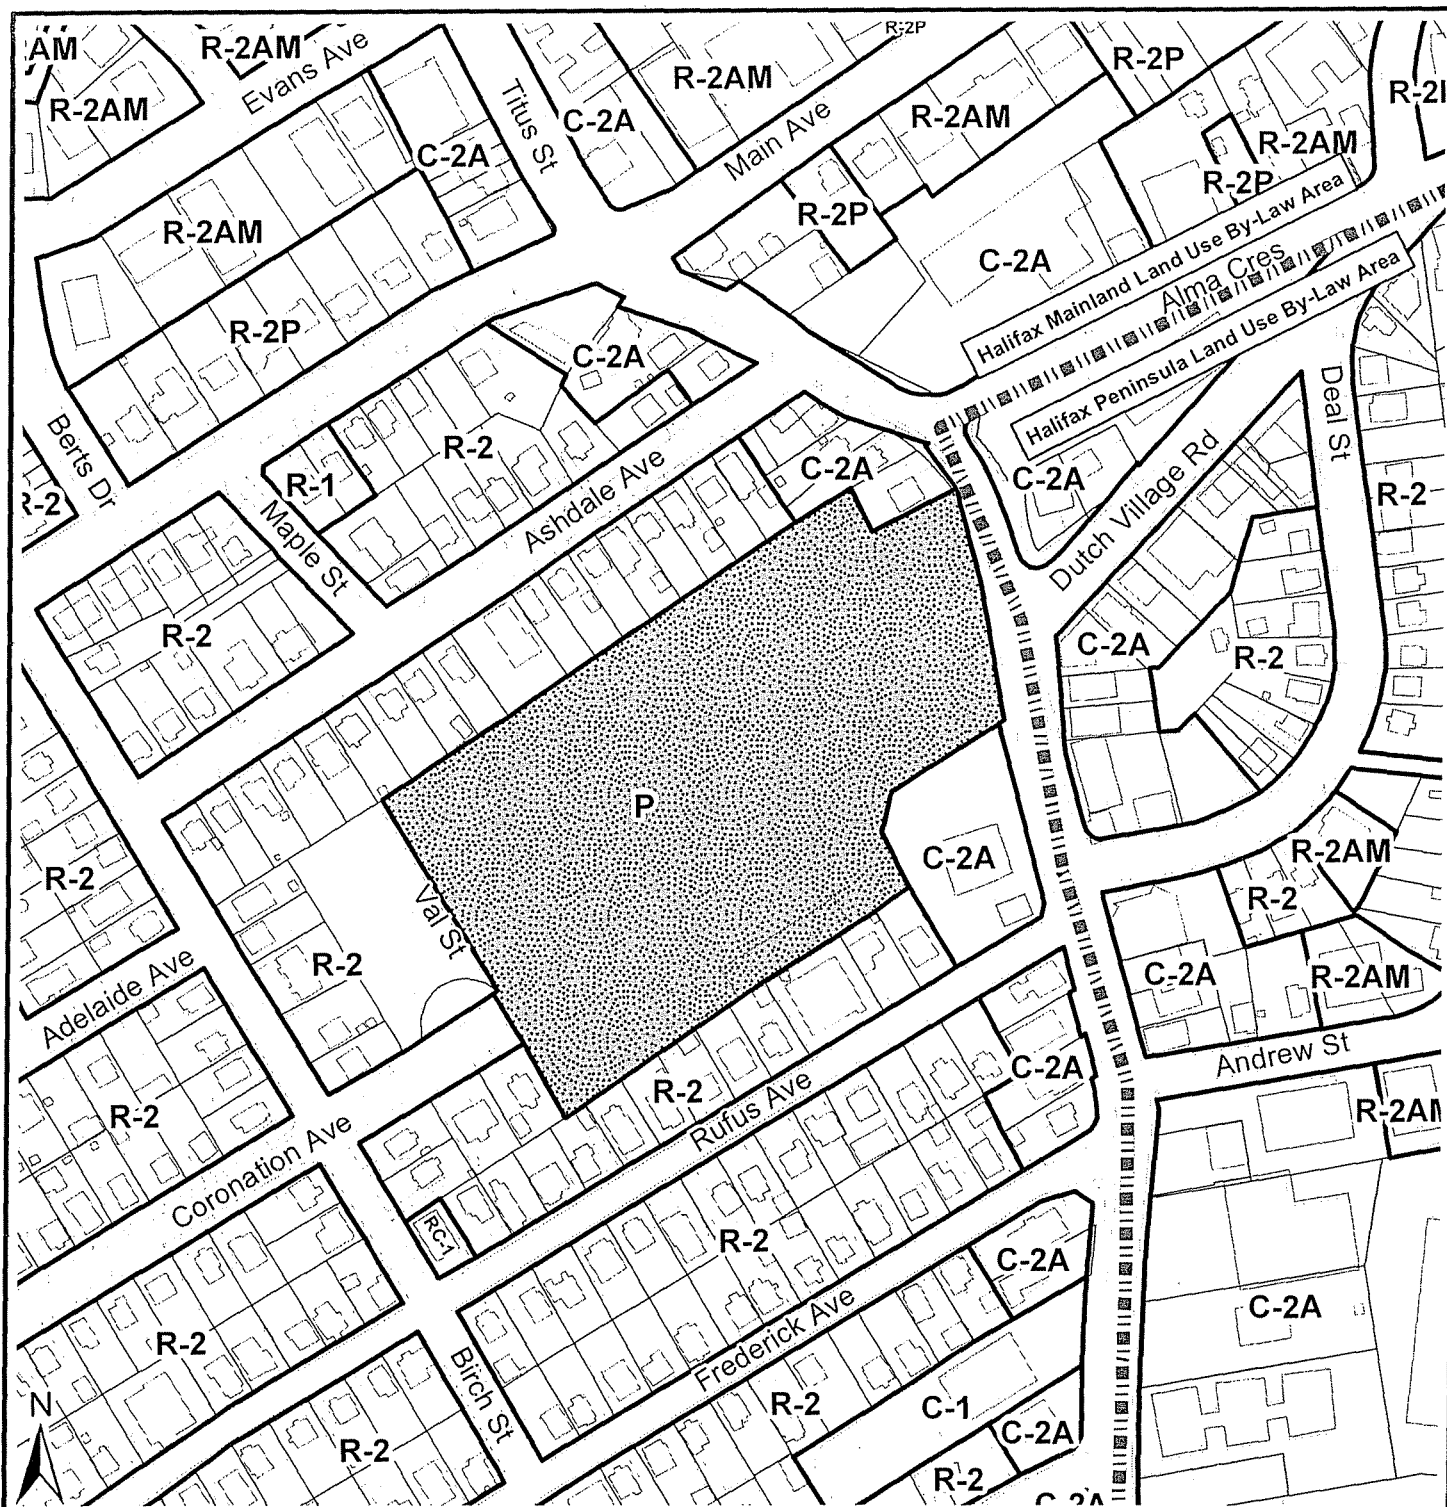 AM
R-2AM
Evans Ave
R-2P
R-2AM
R-2AM
Titus St
C-2A
R-2AM
Main Ave
R-2AM
R-2P
C-2A
R-2AM
R-2P
R-2AM
R-2P
R-2P
C-2A
Halifax Mainland Land Use By-Law Area
Alma Cres
Halifax Peninsula Land Use By-Law Area
C-2A
Berts Dr
R-2
R-1
R-2
Maple St
Ashdale Ave
C-2A
C-2A
Dutch Village Rd
Deal St
R-2
R-2
C-2A
R-2
P
R-2
Val St
R-2
C-2A
R-2AM
R-2
Adelaide Ave
C-2A
R-2AM
R-2
R-2
C-2A
Andrew St
Coronation Ave
Rufus Ave
R-2AM
RC-1
R-2
C-2A
R-2
Frederick Ave
C-2A
Birch St
R-2
C-1
C-2A
N
R-2
R-2
C-2A